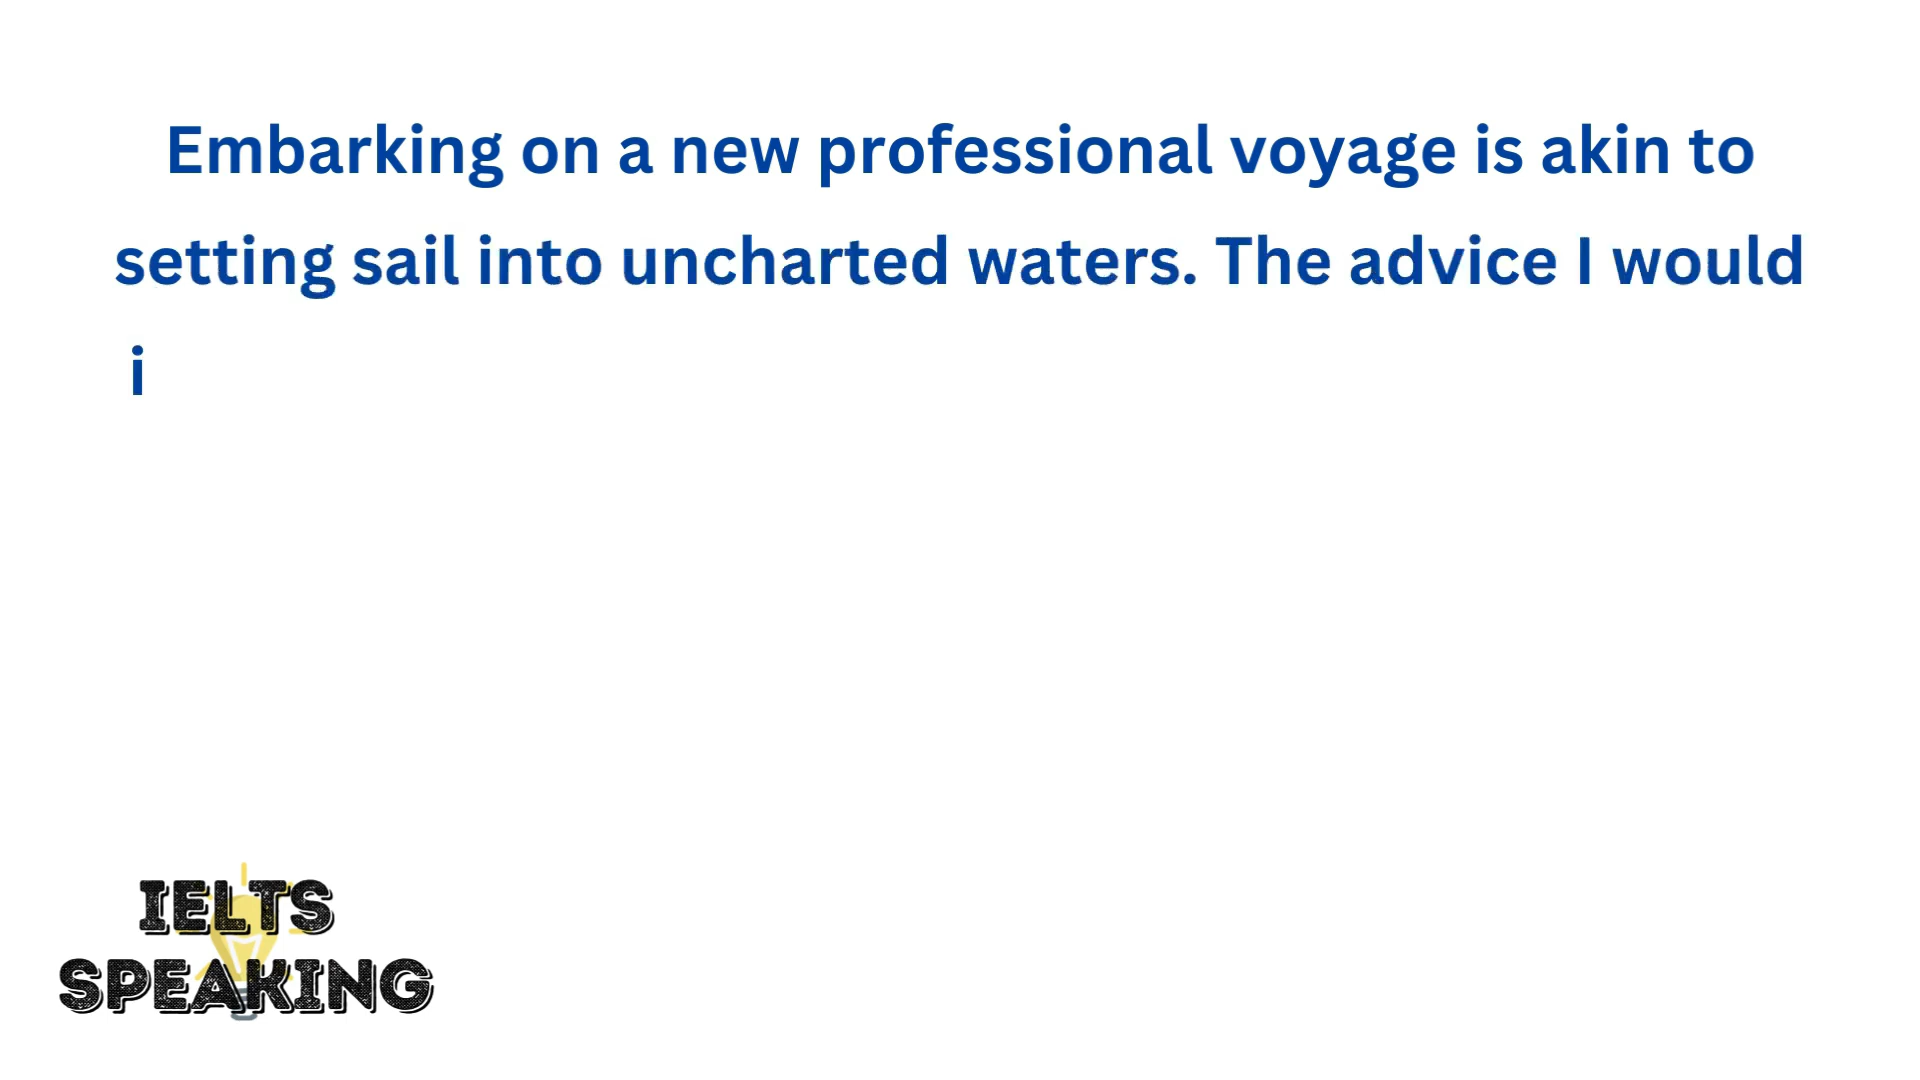 Embarking on a new professional voyage is akin to
setting sail into uncharted waters. The advice I would
i
IELTS
SPEAKING